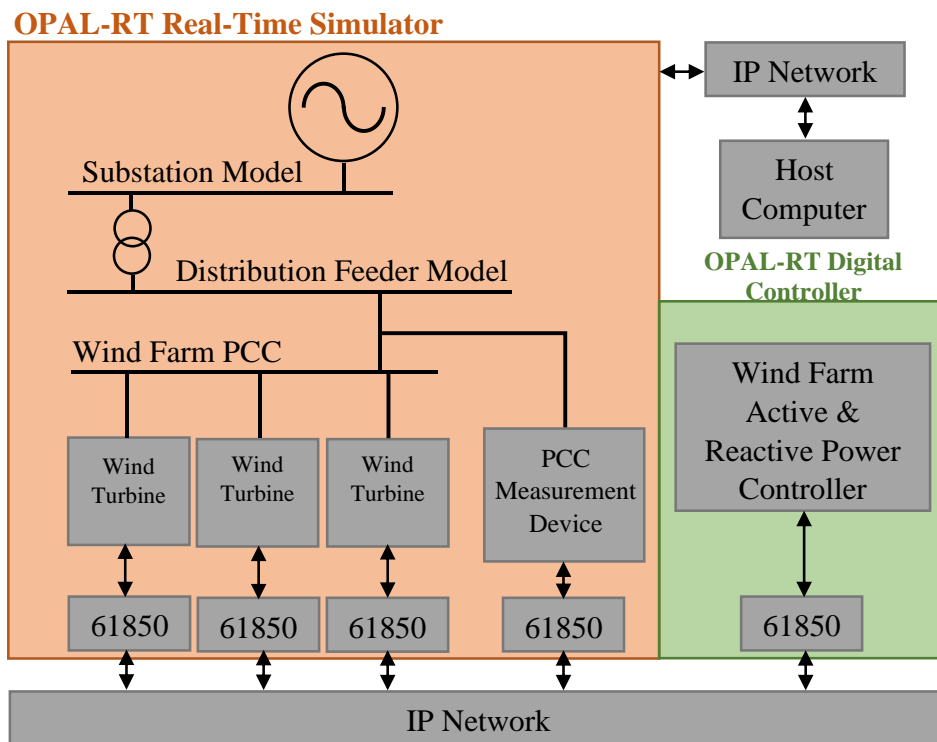 OPAL-RT Real-Time Simulator
IP Network
Host
Computer
OPAL-RT Digital
Controller
Substation Model
Distribution Feeder Model
Wind Farm PCC
Wind
Turbine
Wind
Turbine
Wind
Turbine
PCC
Measurement
Device
Wind Farm
Active &
Reactive Power
Controller
61850
61850
61850
61850
61850
IP Network